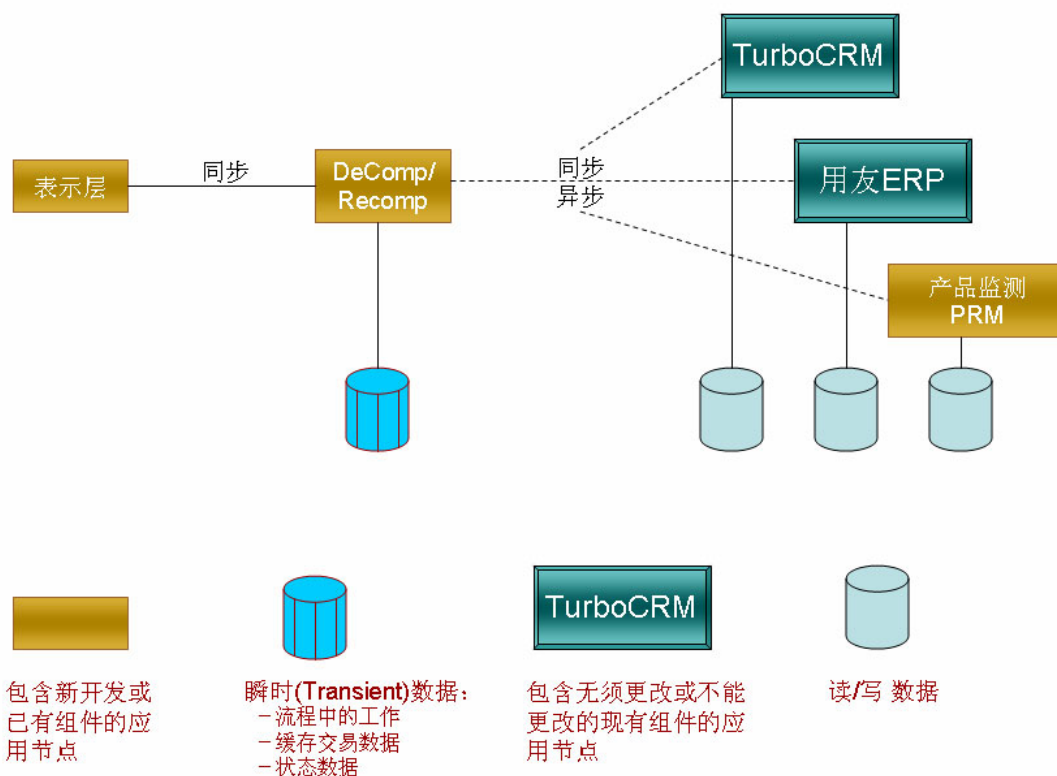 TurboCRM
表示层
同步
DeComp/
Recomp
同步
异步
用友ERP
产品监测
PRM
TurboCRM
包含新开发或
已有组件的应
用节点
瞬时(Transient)数据：
－流程中的工作
－缓存交易数据
－状态数据
包含无须更改或不能
更改的现有组件的应
用节点
读/写 数据